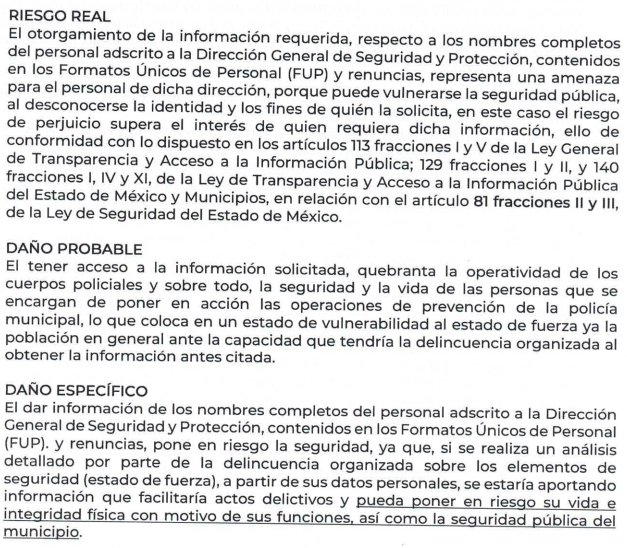 RIESGO REAL
El otorgamiento de la información requerida, respecto a los nombres completos
del personal adscrito a la Dirección General de Seguridad y Protección, contenidos
en los Formatos Únicos de Personal (FUP) y renuncias, representa una amenaza
para el personal de dicha dirección, porque puede vulnerarse la seguridad pública,
al desconocerse la identidad y los fines de quién la solicita, en este caso el riesgo
de perjuicio supera el interés de quien requiera dicha información, ello de
conformidad con lo dispuesto en los artículos 113 fracciones I y V de la Ley General
de Transparencia y Acceso a la Información Pública; 129 fracciones I y II, y 140
fracciones I, IV y XI, de la Ley de Transparencia y Acceso a la Información Pública
del Estado de México y Municipios, en relación con el artículo 81 fracciones II y III,
de la Ley de Seguridad del Estado de México.
DAÑO PROBABLE
El tener acceso a la información solicitada, quebranta la operatividad de los
cuerpos policiales y sobre todo, la seguridad y la vida de las personas que se
encargan de poner en acción las operaciones de prevención de la policía
municipal, lo que coloca en un estado de vulnerabilidad al estado de fuerza ya la
población en general ante la capacidad que tendría la delincuencia organizada al
obtener la información antes citada.
DAÑO ESPECÍFICO
El dar información de los nombres completos del personal adscrito a la Dirección
General de Seguridad y Protección, contenidos en los Formatos Únicos de Personal
(FUP). y renuncias, pone en riesgo la seguridad, ya que, si se realiza un análisis
detallado por parte de la delincuencia organizada sobre los elementos de
seguridad (estado de fuerza), a partir de sus datos personales, se estaría aportando
información que facilitaría actos delictivos y pueda poner en riesgo su vida e
integridad física con motivo de sus funciones, así como la seguridad pública del
municipio.